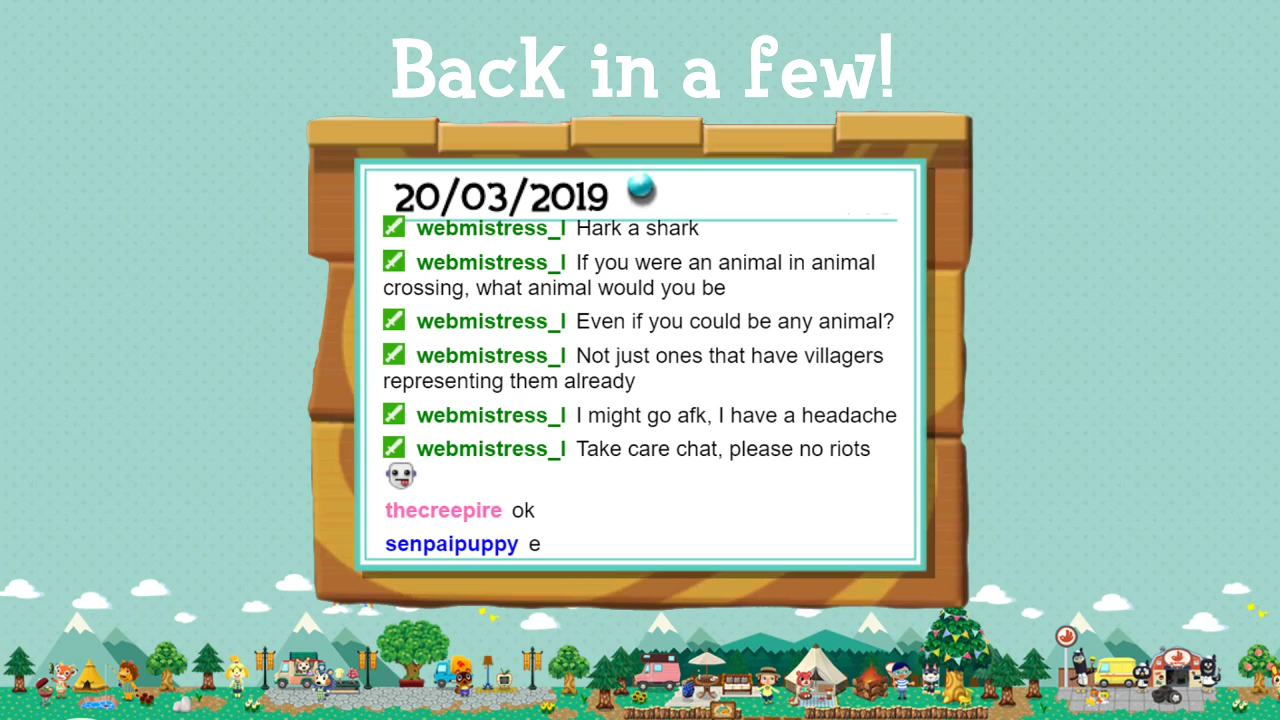 Back in a few!
20/03/2019
webmistress_l Hark a shark
webmistress_l If you were an animal in animal
crossing, what animal would you be
webmistress_l Even if you could be any animal?
webmistress_l Not just ones that have villagers
representing them already
webmistress_l I might go afk, I have a headache
webmistress_l Take care chat, please no riots
thecreepire ok
senpaipuppy e